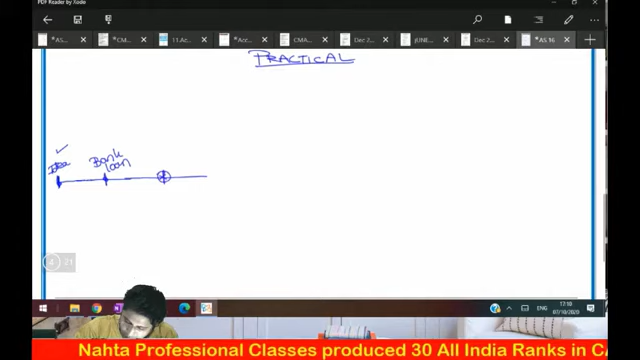 PDF Reader by Xodo
*AS...
*CM...
11 Ac...
*Acc...
CMA...
Dec 2...
jUNE...
Dec 2...
*AS 16
PRACTICAL
Idea
Bank
loan
4
21
ENG
17:10
07/10/2020
Nahta Professional Classes produced 30 All India Ranks in CA